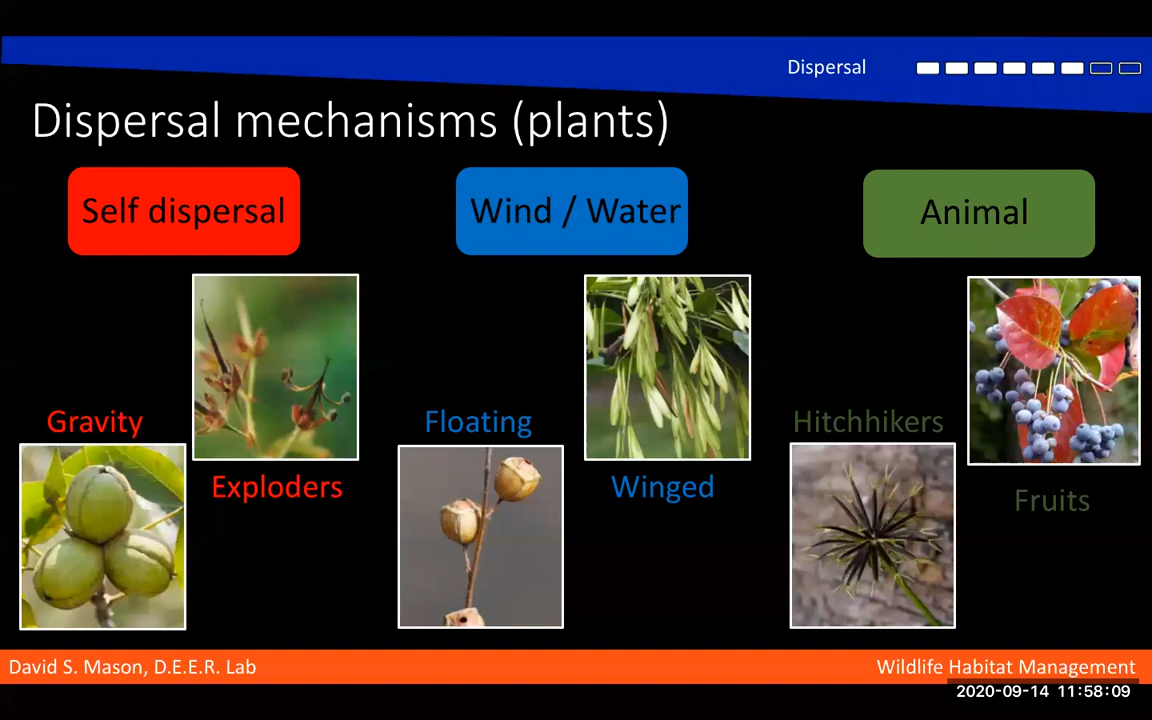 Dispersal
Dispersal mechanisms (plants)
Self dispersal
Wind / Water
Animal
Gravity
Exploders
Floating
Winged
Hitchhikers
Fruits
David S. Mason, D.E.E.R. Lab
Wildlife Habitat Management
2020-09-14 11:58:09